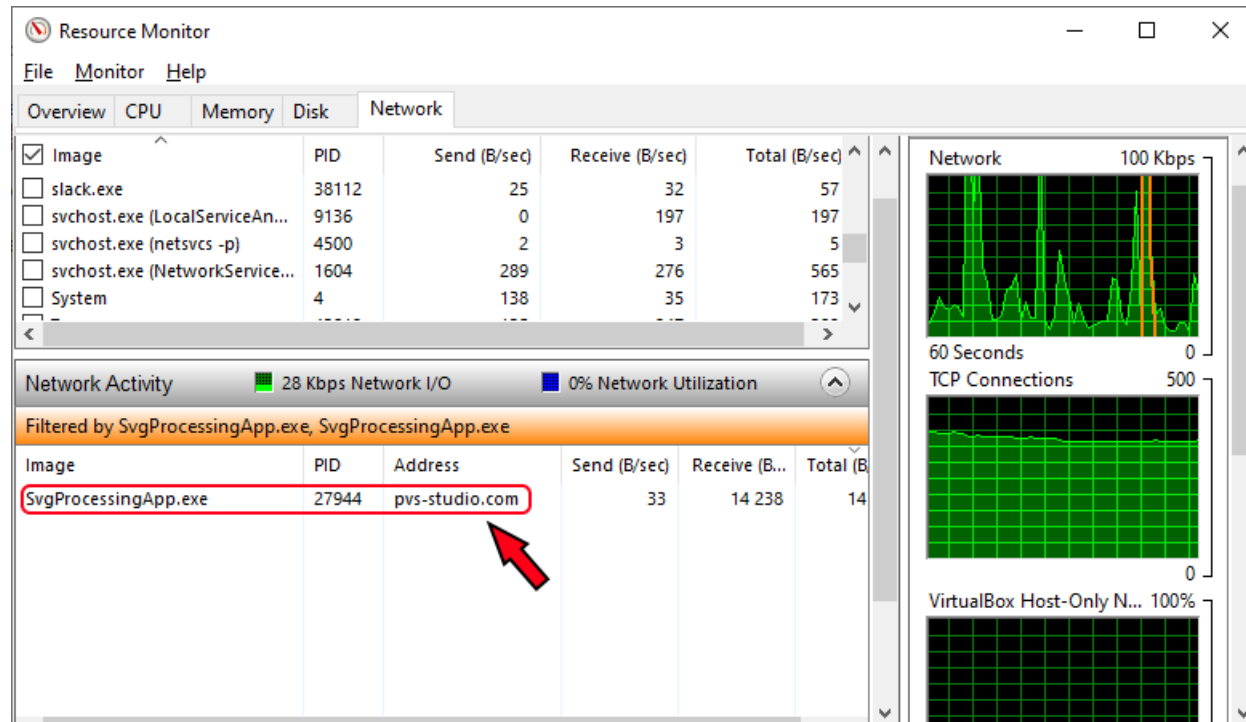 Resource Monitor
File Monitor Help
Overview CPU Memory Disk Network
Image PID Send (B/sec) Receive (B/sec) Total (B/sec)
slack.exe 38112 25 32 57
svchost.exe (LocalServiceAn... 9136 0 197 197
svchost.exe (netsvcs -p) 4500 2 3 5
svchost.exe (NetworkService... 1604 289 276 565
System 4 138 35 173
Network Activity 28 Kbps Network I/O 0% Network Utilization
Filtered by SvgProcessingApp.exe, SvgProcessingApp.exe
Image PID Address Send (B/sec) Receive (B... Total (B
SvgProcessingApp.exe 27944 pvs-studio.com 33 14 238 14
Network 100 Kbps
60 Seconds 0
TCP Connections 500
0
VirtualBox Host-Only N... 100%